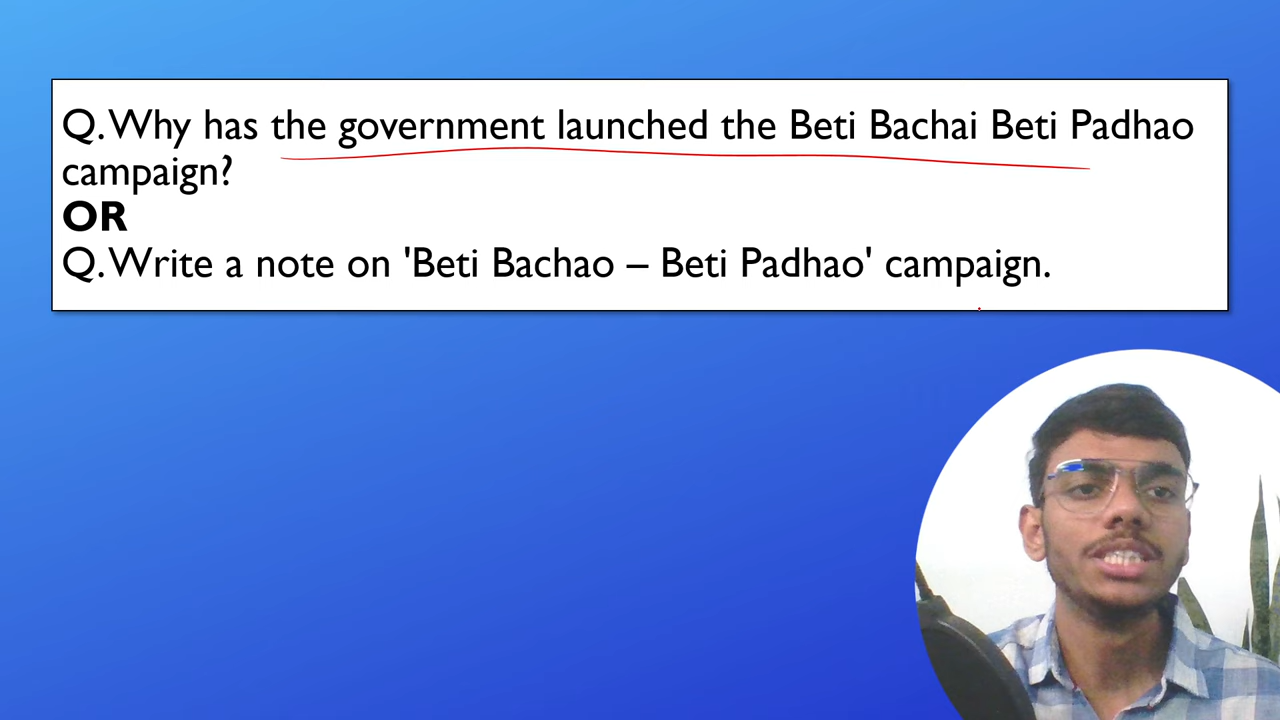 Q. Why has the government launched the Beti Bachai Beti Padhao
campaign?
OR
Q. Write a note on 'Beti Bachao – Beti Padhao' campaign.